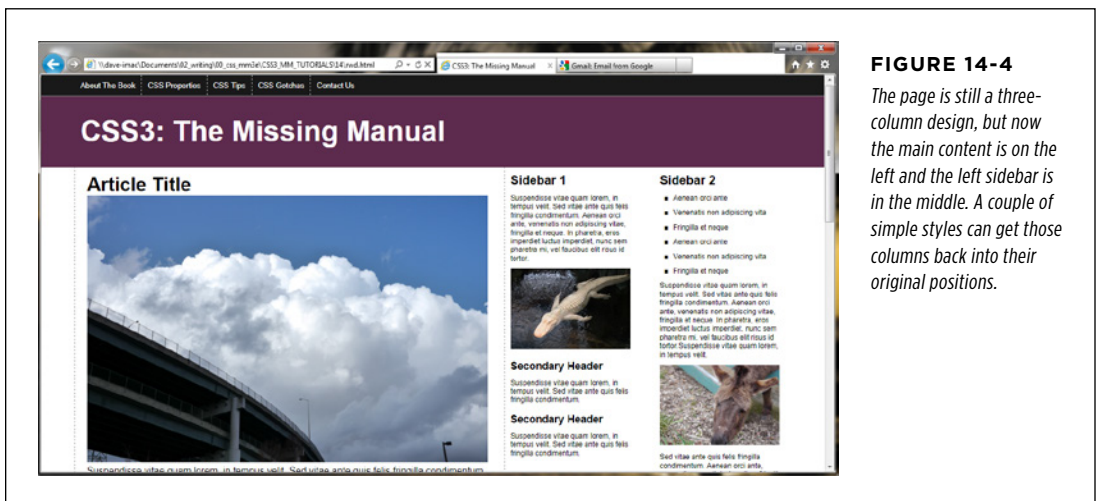 \\dave-imac\Documents\02_writing\00_css_mm3e\CSS3_MM_TUTORIALS\14\rwd.html
CSS3: The Missing Manual
Gmail: Email from Google
About The Book CSS Properties CSS Tips CSS Gotchas Contact Us
CSS3: The Missing Manual
Article Title
Suspendisse vitae quam lorem, in tempus velit. Sed vitae ante quis felis fringilla condimentum.
Sidebar 1
Suspendisse vitae quam lorem, in
tempus velit. Sed vitae ante quis felis
fringilla condimentum. Aenean orci
ante, venenatis non adipiscing vitae,
fringilla et neque. In pharetra, eros
imperdiet luctus imperdiet, nunc sem
pharetra mi, vel faucibus elit risus id
tortor.
Secondary Header
Suspendisse vitae quam lorem, in
tempus velit. Sed vitae ante quis felis
fringilla condimentum.
Secondary Header
Suspendisse vitae quam lorem, in
tempus velit. Sed vitae ante quis felis
fringilla condimentum.
Sidebar 2
Aenean orci ante
Venenatis non adipiscing vita
Fringilla et neque
Aenean orci ante
Venenatis non adipiscing vita
Fringilla et neque
Suspendisse vitae quam lorem, in
tempus velit. Sed vitae ante quis felis
fringilla condimentum. Aenean orci
ante, venenatis non adipiscing vitae,
fringilla et neque. In pharetra, eros
imperdiet luctus imperdiet, nunc sem
pharetra mi, vel faucibus elit risus id
tortor.Suspendisse vitae quam lorem,
in tempus velit.
Sed vitae ante quis felis fringilla
condimentum. Aenean orci ante,
FIGURE 14-4
The page is still a three-
column design, but now
the main content is on the
left and the left sidebar is
in the middle. A couple of
simple styles can get those
columns back into their
original positions.